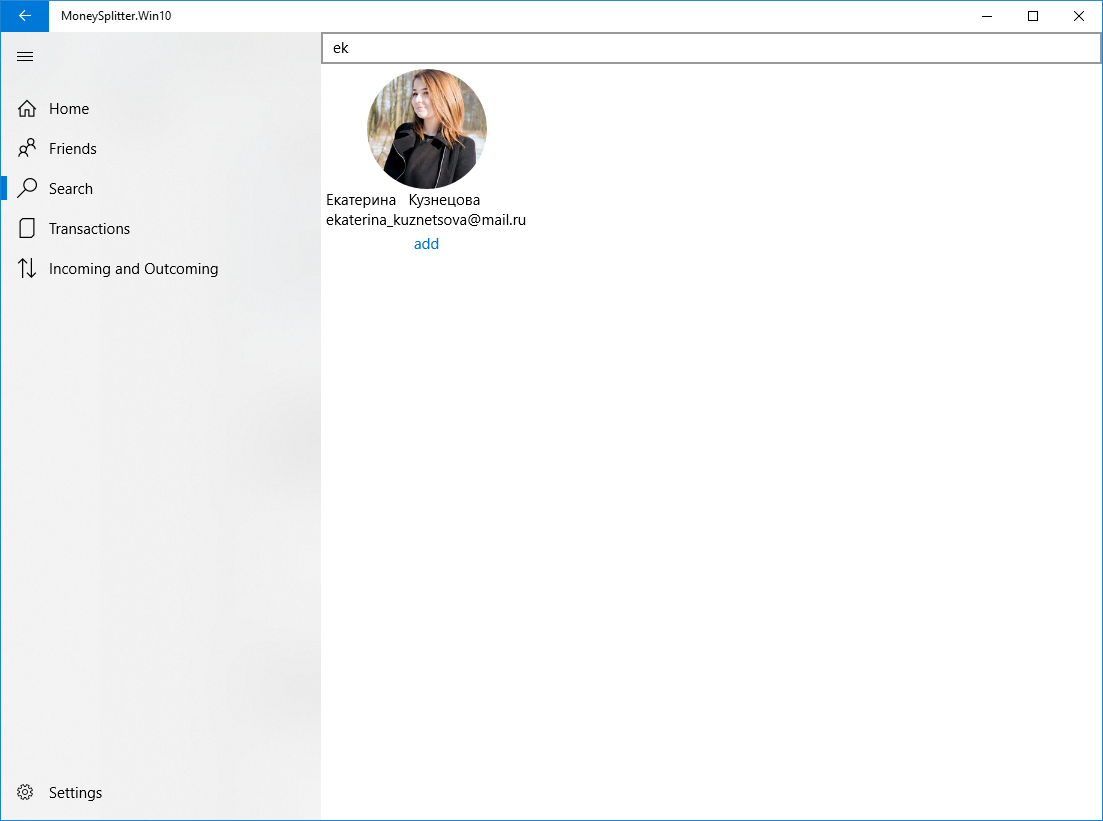 MoneySplitter.Win10
Home
Friends
Search
Transactions
Incoming and Outcoming
Settings
ek
Екатерина Кузнецова
ekaterina_kuznetsova@mail.ru
add